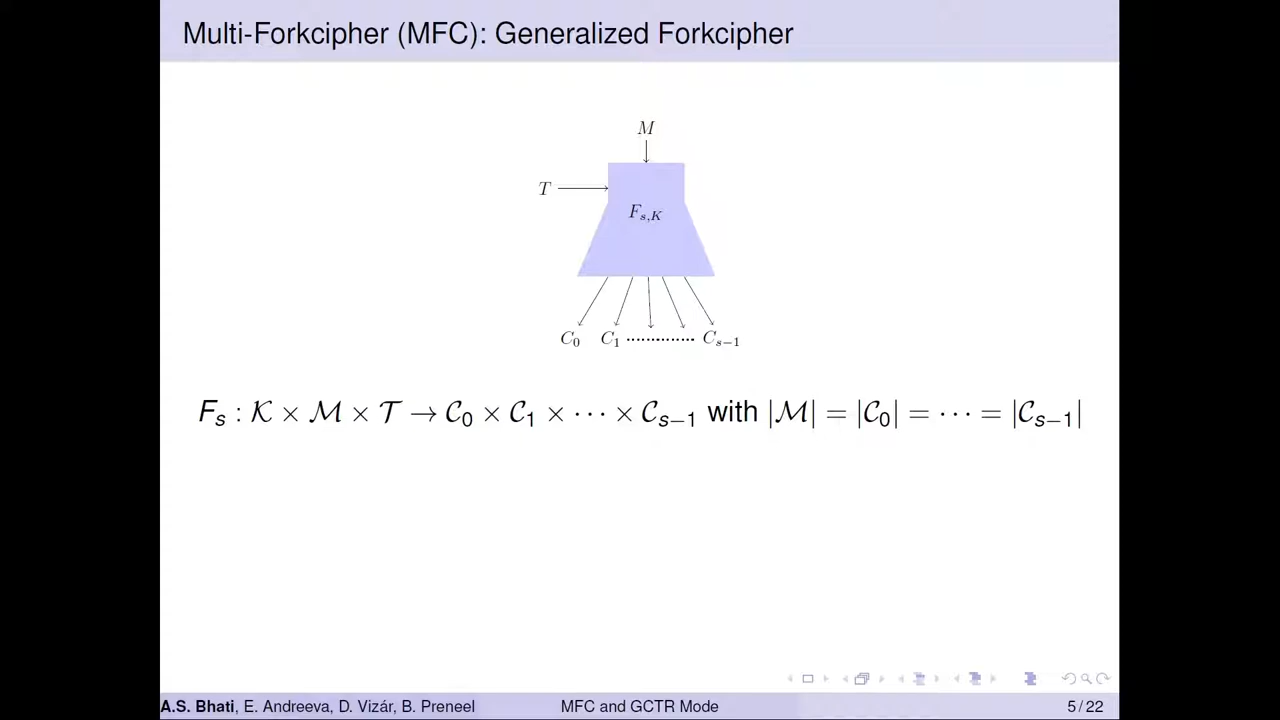 Multi-Forkcipher (MFC): Generalized Forkcipher
M
T
F_{s,K}
C_0 C_1 .............. C_{s−1}
F_s : 𝒦 × ℳ × 𝒯 → 𝒞_0 × 𝒞_1 × ⋯ × 𝒞_{s−1} with |ℳ| = |𝒞_0| = ⋯ = |𝒞_{s−1}|
A.S. Bhati, E. Andreeva, D. Vizár, B. Preneel MFC and GCTR Mode 5 / 22